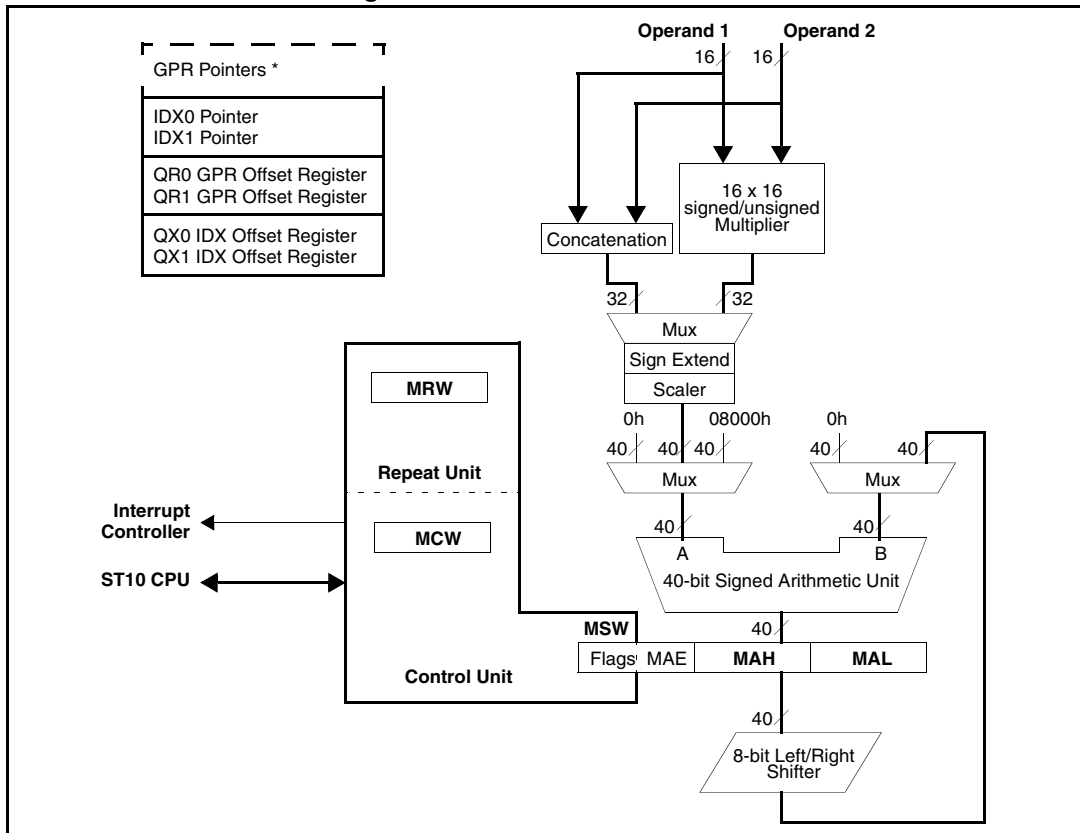 Operand 1 Operand 2
16 16
GPR Pointers *
IDX0 Pointer
IDX1 Pointer
QR0 GPR Offset Register
QR1 GPR Offset Register
QX0 IDX Offset Register
QX1 IDX Offset Register
16 x 16
signed/unsigned
Multiplier
Concatenation
32 32
Mux
Sign Extend
Scaler
MRW
0h 08000h 0h
40 40 40 40 40
Repeat Unit
Mux Mux
Interrupt
Controller
MCW
40 40
A B
ST10 CPU
40-bit Signed Arithmetic Unit
MSW
40
Flags MAE MAH MAL
Control Unit
40
8-bit Left/Right
Shifter